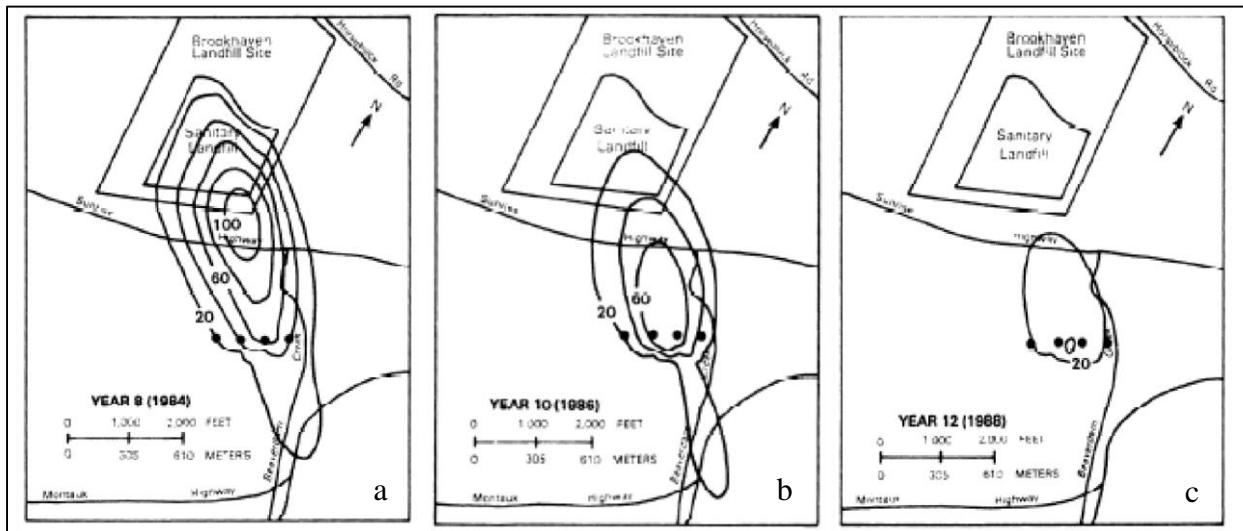 Brookhaven
Landfill Site
Horseblock
Rd
N
Sanitary
Landfill
Sunrise
100
Highway
60
20
Creek
YEAR 8 (1984)
0 1,000 2,000 FEET
0 305 610 METERS
Beaverdam
Montauk Highway
a
Brookhaven
Landfill Site
Horseblock
Rd
N
Sanitary
Landfill
Sunrise
Highway
60
20
YEAR 10 (1986)
0 1,000 2,000 FEET
0 305 610 METERS
Beaverdam
Montauk Highway
b
Brookhaven
Landfill Site
Horseblock
Rd
N
Sanitary
Landfill
Sunrise
Highway
20
YEAR 12 (1988)
0 1,000 2,000 FEET
0 305 610 METERS
Beaverdam
Montauk Highway
c